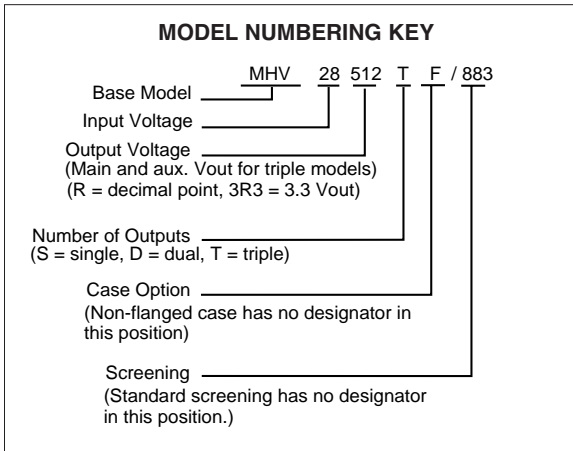 MODEL NUMBERING KEY
MHV 28 512 T F / 883
Base Model
Input Voltage
Output Voltage
(Main and aux. Vout for triple models)
(R = decimal point, 3R3 = 3.3 Vout)
Number of Outputs
(S = single, D = dual, T = triple)
Case Option
(Non-flanged case has no designator in
this position)
Screening
(Standard screening has no designator
in this position.)